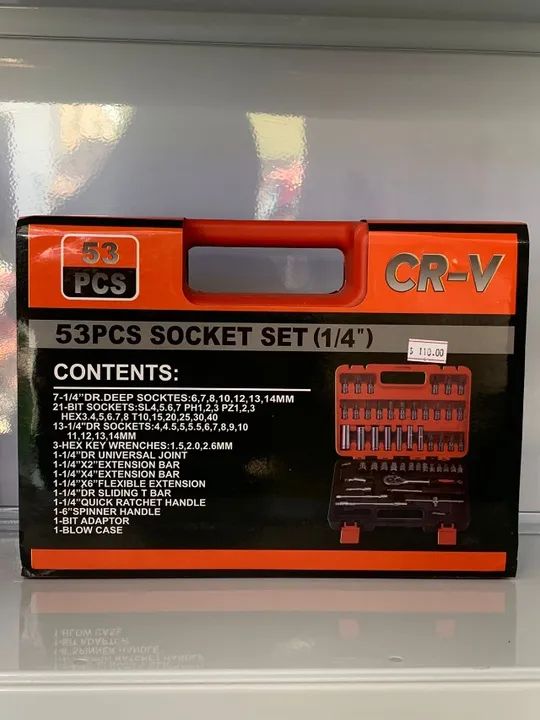 53
PCS
CR-V
53PCS SOCKET SET (1/4")
$ 110.00
CONTENTS:
7-1/4"DR.DEEP SOCKTES:6,7,8,10,12,13,14MM
21-BIT SOCKETS:SL4,5.5,6.7 PH1,2,3 PZ1,2,3
HEX3.4,5,6.7,8 T10,15,20,25,30,40
13-1/4"DR SOCKETS:4,4.5,5,5.5,6,7,8,9,10
11,12,13,14MM
3-HEX KEY WRENCHES:1.5,2.0,2.6MM
1-1/4"DR UNIVERSAL JOINT
1-1/4"X2"EXTENSION BAR
1-1/4"X4"EXTENSION BAR
1-1/4"X6"FLEXIBLE EXTENSION
1-1/4"DR SLIDING T BAR
1-1/4"QUICK RATCHET HANDLE
1-6"SPINNER HANDLE
1-BIT ADAPTOR
1-BLOW CASE